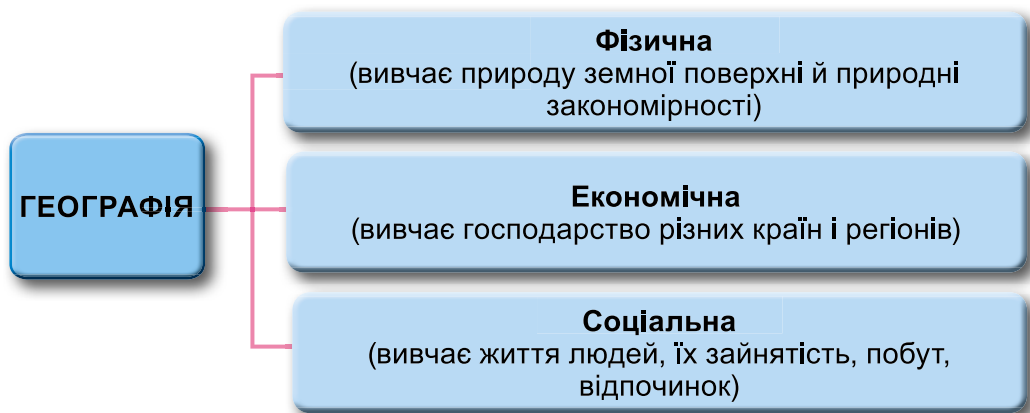 ГЕОГРАФІЯ
Фізична
(вивчає природу земної поверхні й природні
закономірності)
Економічна
(вивчає господарство різних країн і регіонів)
Соціальна
(вивчає життя людей, їх зайнятість, побут,
відпочинок)